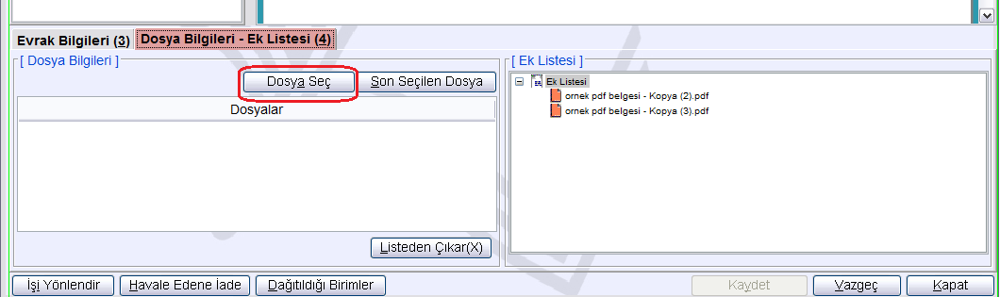 Evrak Bilgileri (3) Dosya Bilgileri - Ek Listesi (4)
[ Dosya Bilgileri ]
Dosya Seç Son Seçilen Dosya
Dosyalar
Listeden Çıkar(X)
[ Ek Listesi ]
Ek Listesi
ornek pdf belgesi - Kopya (2).pdf
ornek pdf belgesi - Kopya (3).pdf
İşi Yönlendir Havale Edene İade Dağıtıldığı Birimler Kaydet Vazgeç Kapat